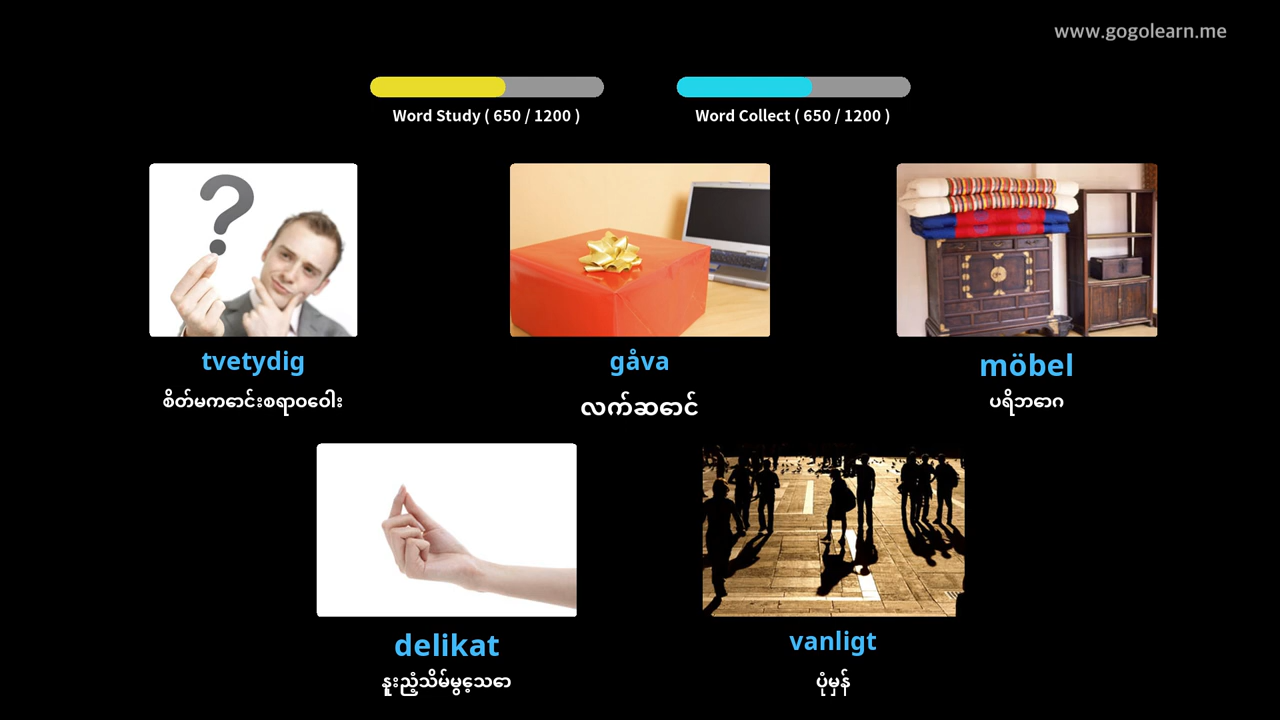 www.gogolearn.me
Word Study ( 650 / 1200 )
Word Collect ( 650 / 1200 )
tvetydig
gåva
möbel
စိတ်မကောင်းစရာဝဝေါး
လက်ဆောင်
ပရိဘောဂ
delikat
vanligt
နူးညံ့သိမ်မွေ့သော
ပုံမှန်